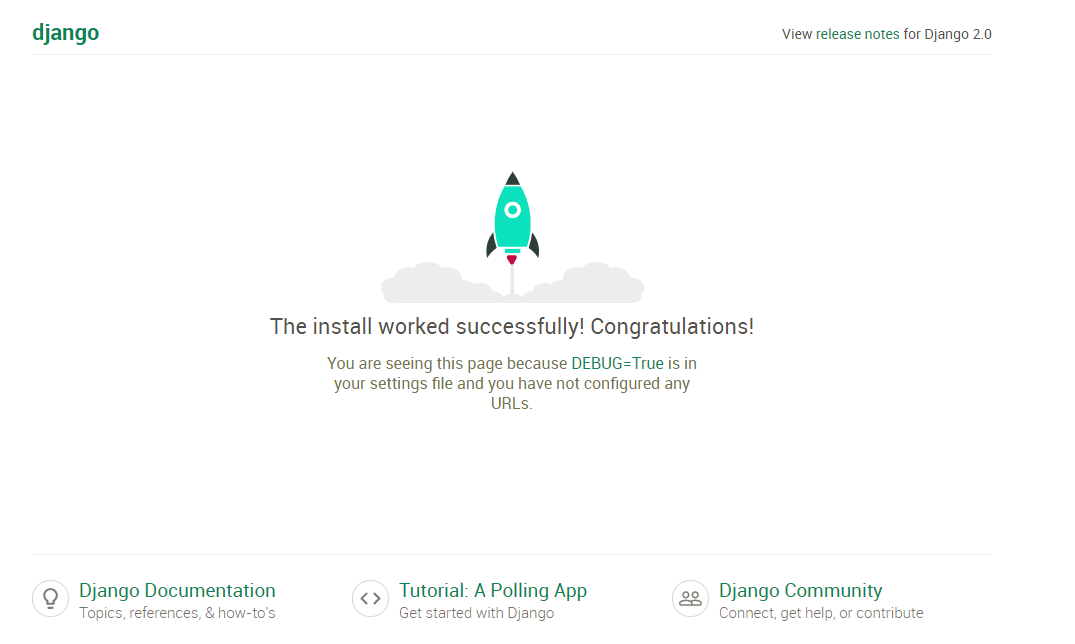 django
View release notes for Django 2.0
The install worked successfully! Congratulations!
You are seeing this page because DEBUG=True is in
your settings file and you have not configured any
URLs.
Django Documentation
Topics, references, & how-to's
Tutorial: A Polling App
Get started with Django
Django Community
Connect, get help, or contribute